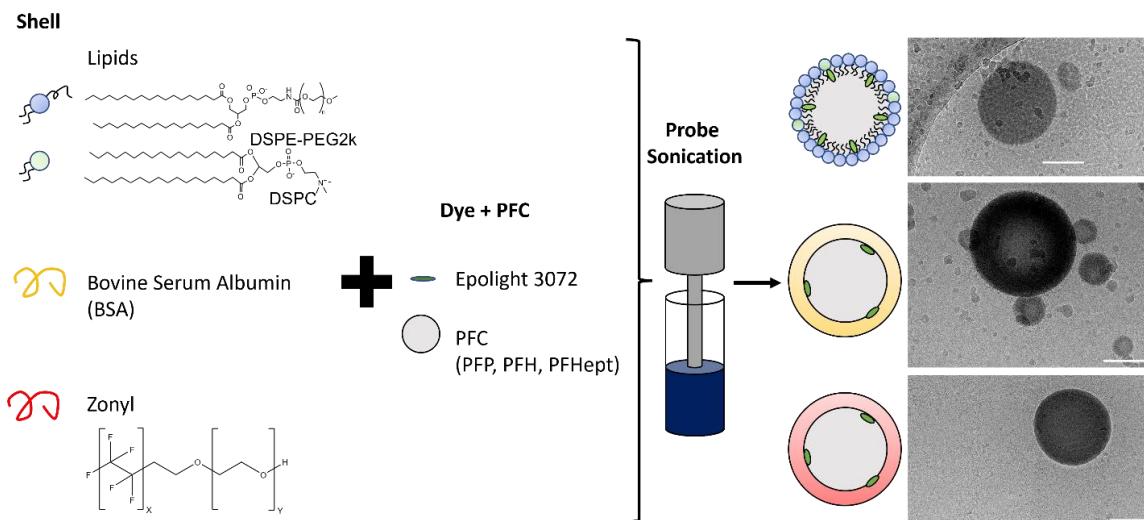 Shell
Lipids
O
O
O
O
P
O⁻
O
O
H
N
O
O
O
n
DSPE-PEG2k
O
O
O
O
P
O⁻
O
O
N⁺
DSPC
Dye + PFC
Bovine Serum Albumin
(BSA)
Epolight 3072
PFC
(PFP, PFH, PFHept)
Zonyl
F
F
F
F
F
X
O
O
H
Y
Probe
Sonication